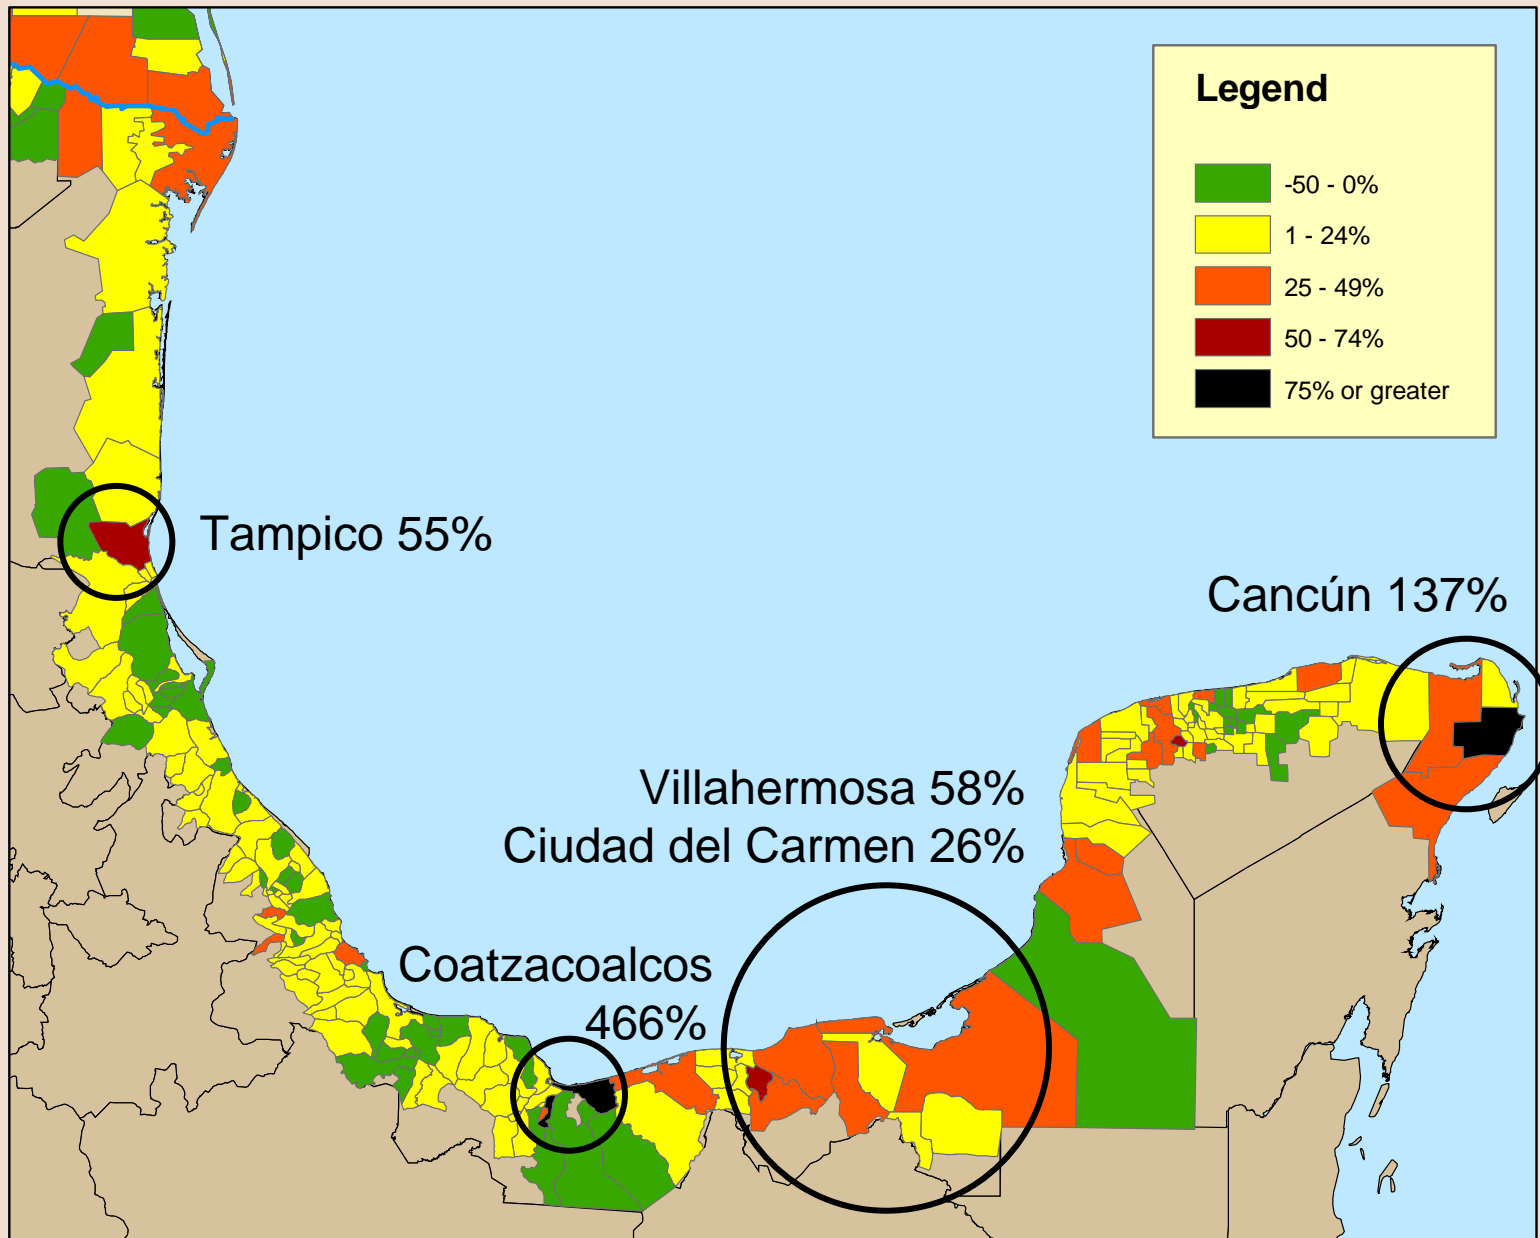 Legend
-50 - 0%
1 - 24%
25 - 49%
50 - 74%
75% or greater
Tampico 55%
Cancún 137%
Villahermosa 58%
Ciudad del Carmen 26%
Coatzacoalcos
466%